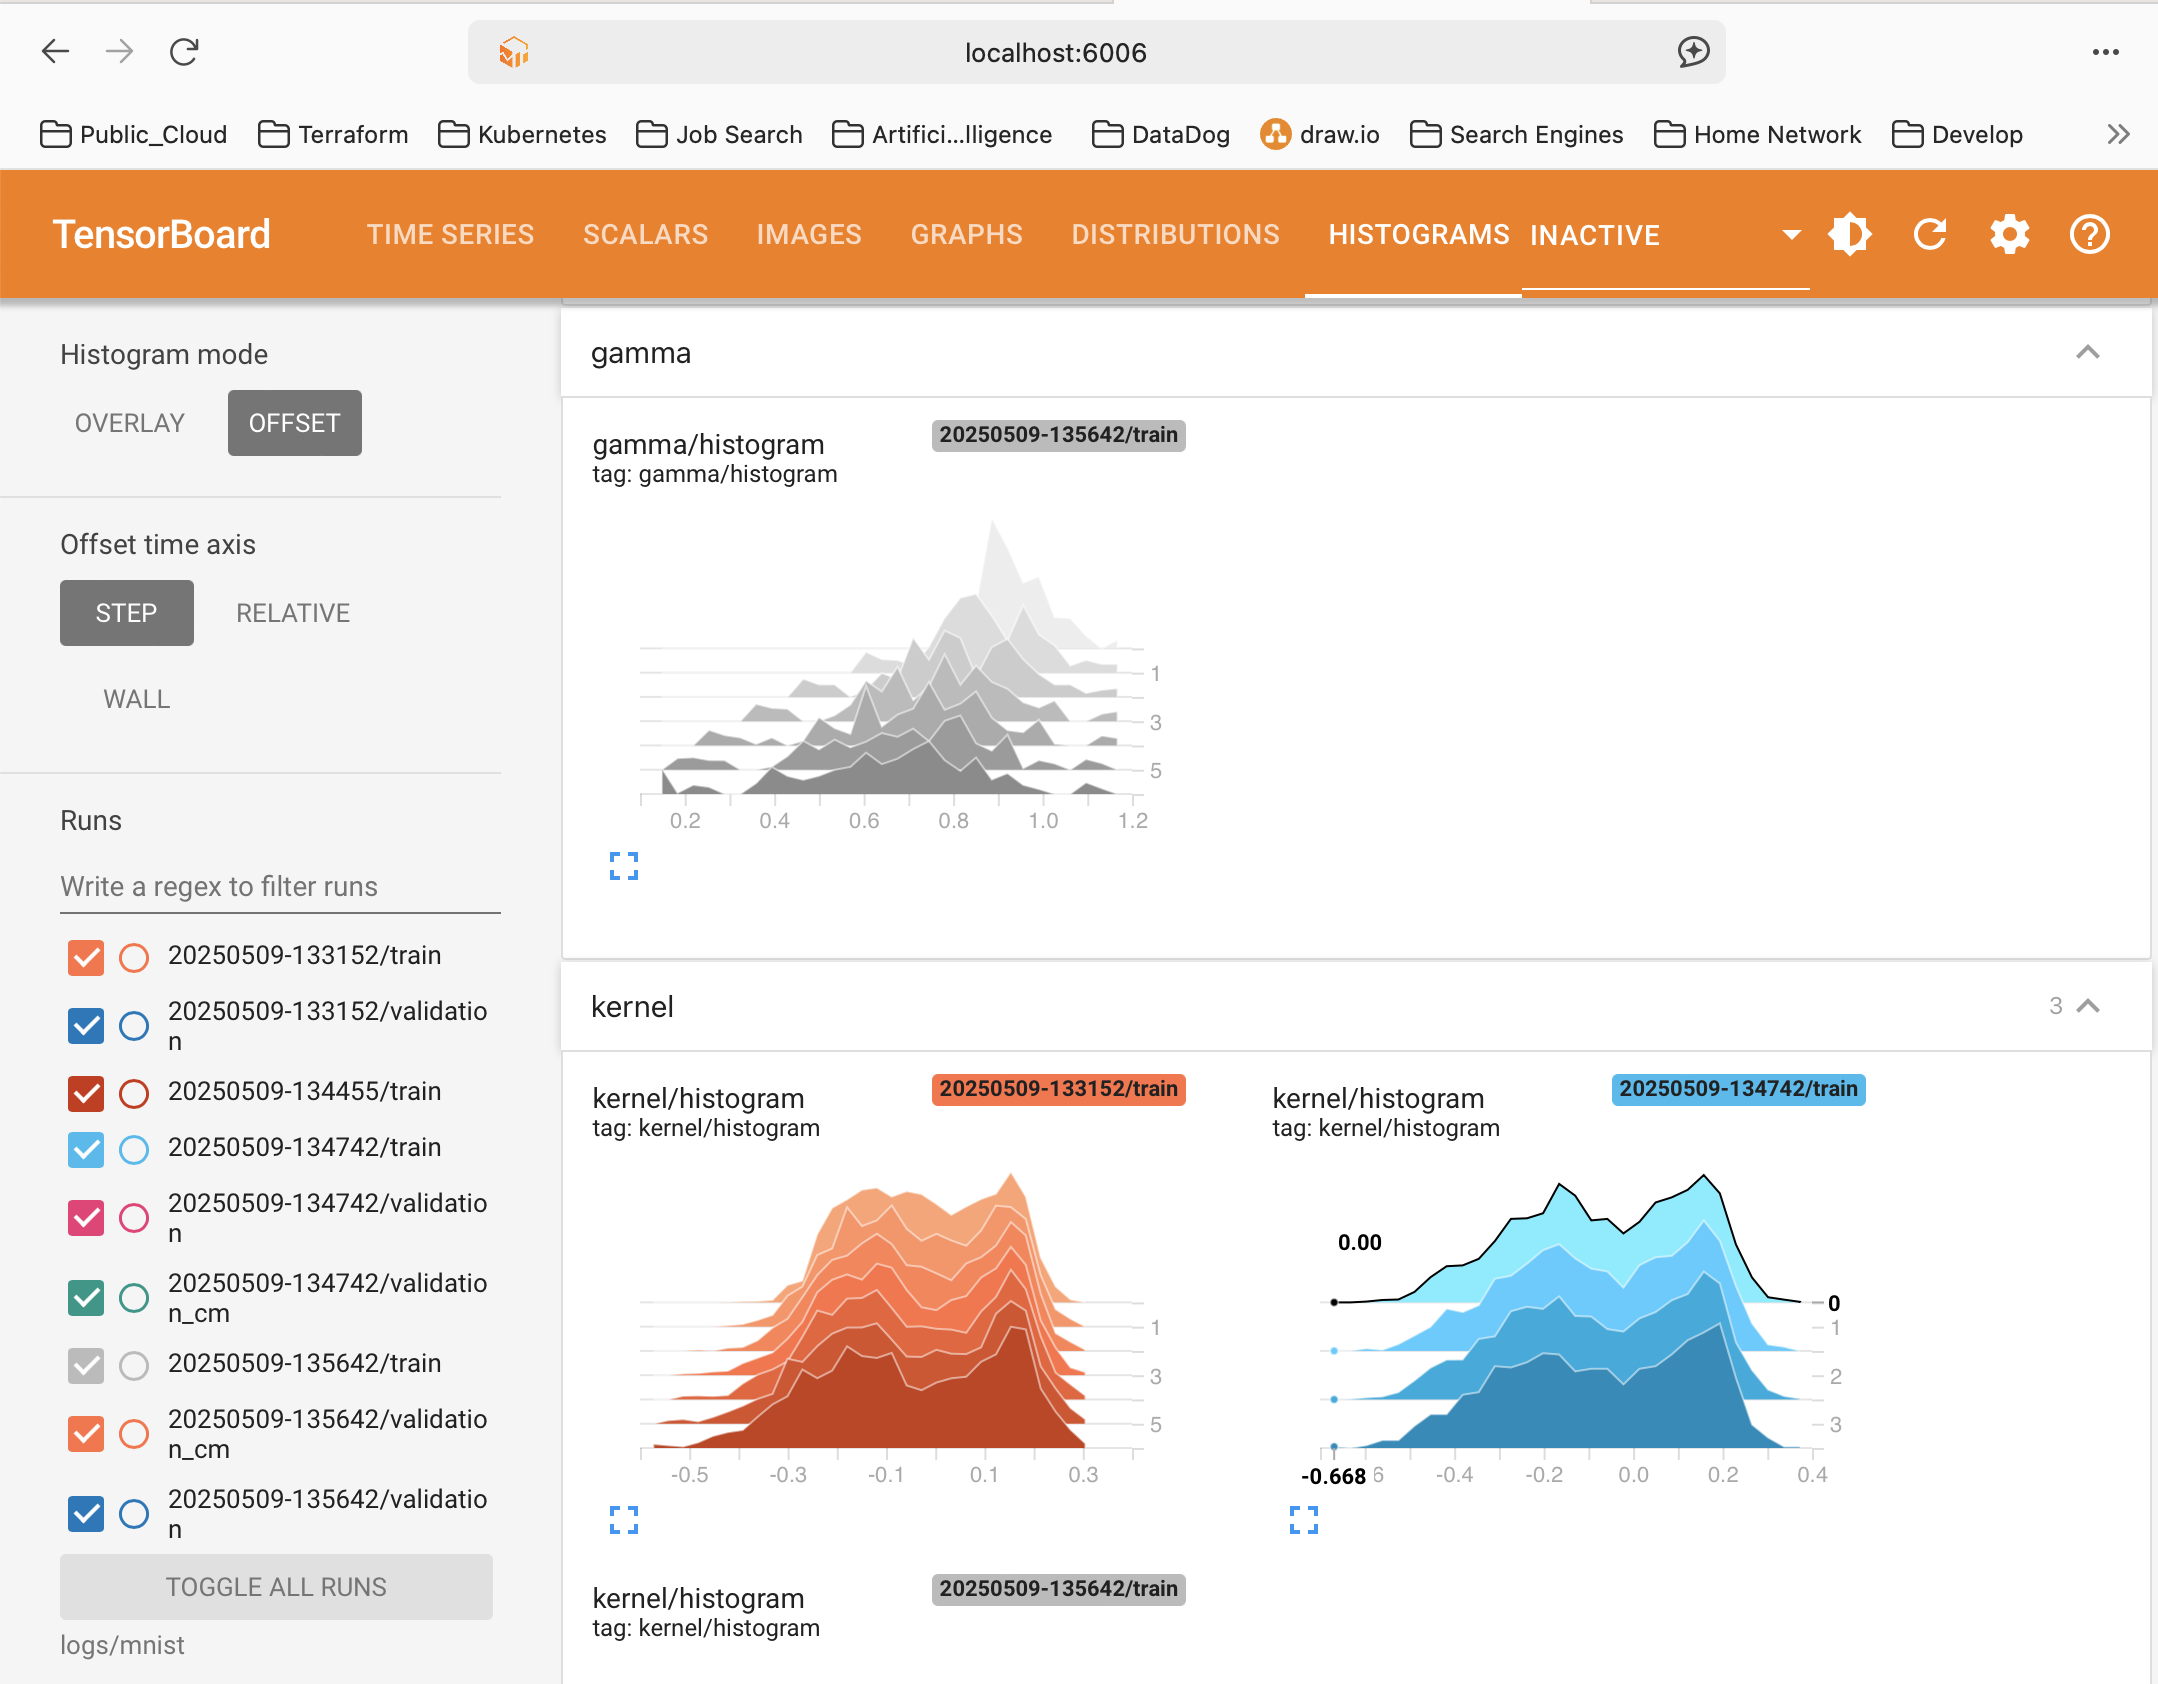 localhost:6006
Public_Cloud Terraform Kubernetes Job Search Artifici...lligence DataDog draw.io Search Engines Home Network Develop
TensorBoard TIME SERIES SCALARS IMAGES GRAPHS DISTRIBUTIONS HISTOGRAMS INACTIVE
Histogram mode
OVERLAY OFFSET
Offset time axis
STEP RELATIVE
WALL
Runs
Write a regex to filter runs
20250509-133152/train
20250509-133152/validatio
n
20250509-134455/train
20250509-134742/train
20250509-134742/validatio
n
20250509-134742/validatio
n_cm
20250509-135642/train
20250509-135642/validatio
n_cm
20250509-135642/validatio
n
TOGGLE ALL RUNS
logs/mnist
gamma
gamma/histogram 20250509-135642/train
tag: gamma/histogram
1
3
5
0.2 0.4 0.6 0.8 1.0 1.2
kernel 3
kernel/histogram 20250509-133152/train
tag: kernel/histogram
1
3
5
-0.5 -0.3 -0.1 0.1 0.3
kernel/histogram 20250509-134742/train
tag: kernel/histogram
0.00
0
1
2
3
-0.668 6 -0.4 -0.2 0.0 0.2 0.4
kernel/histogram 20250509-135642/train
tag: kernel/histogram